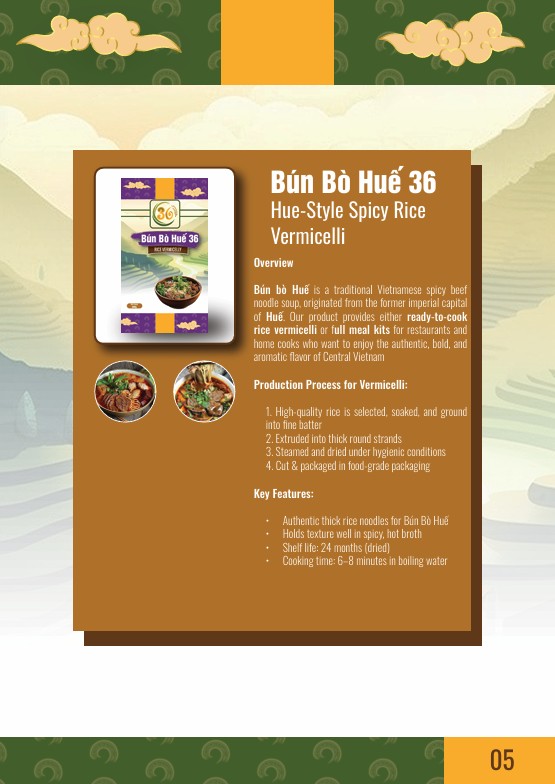 36
Bún Bò Huế 36
RICE VERMICELLI
Bún Bò Huế 36
Hue-Style Spicy Rice
Vermicelli
Overview
Bún bò Huế is a traditional Vietnamese spicy beef
noodle soup, originated from the former imperial capital
of Huế. Our product provides either ready-to-cook
rice vermicelli or full meal kits for restaurants and
home cooks who want to enjoy the authentic, bold, and
aromatic flavor of Central Vietnam
Production Process for Vermicelli:
1. High-quality rice is selected, soaked, and ground
into fine batter
2. Extruded into thick round strands
3. Steamed and dried under hygienic conditions
4. Cut & packaged in food-grade packaging
Key Features:
• Authentic thick rice noodles for Bún Bò Huế
• Holds texture well in spicy, hot broth
• Shelf life: 24 months (dried)
• Cooking time: 6–8 minutes in boiling water
05